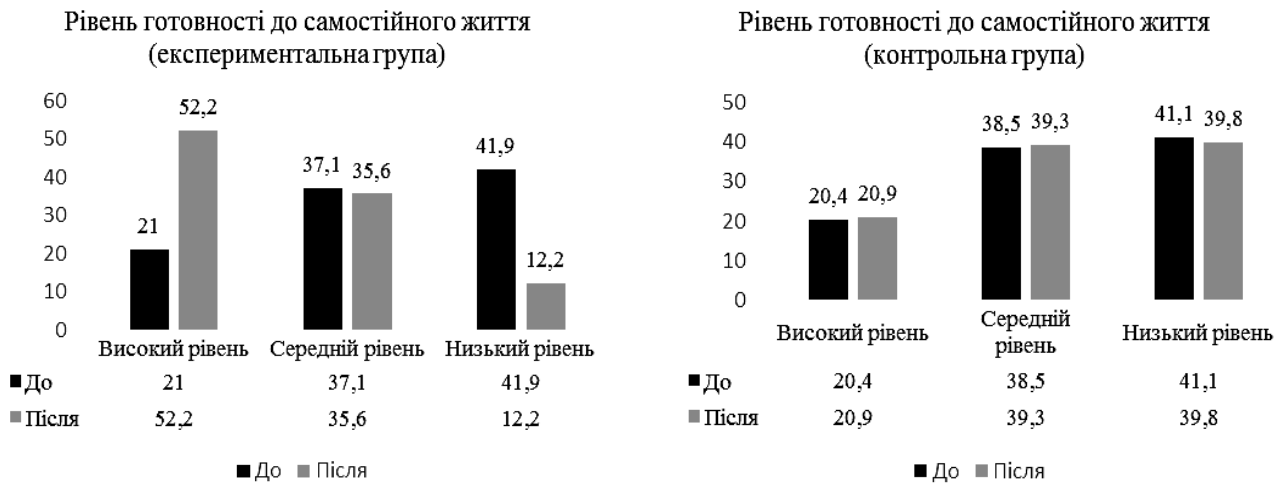 Рівень готовності до самостійного життя
(експериментальна група)
60
50
40
30
20
10
0
21
52,2
37,1
35,6
41,9
12,2
Високий рівень Середній рівень Низький рівень
До 21 37,1 41,9
Після 52,2 35,6 12,2
До Після
Рівень готовності до самостійного життя
(контрольна група)
50
40
30
20
10
0
20,4
20,9
38,5
39,3
41,1
39,8
Високий рівень Середній рівень Низький рівень
До 20,4 38,5 41,1
Після 20,9 39,3 39,8
До Після